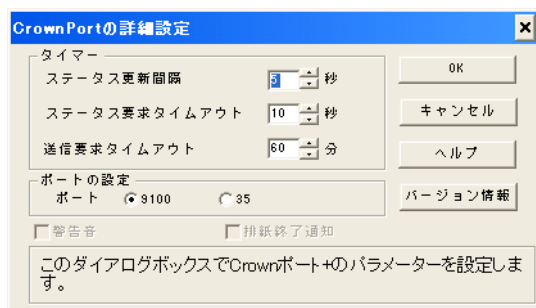 CrownPortの詳細設定
タイマー
ステータス更新間隔 5 秒
ステータス要求タイムアウト 10 秒
送信要求タイムアウト 60 分
ポートの設定
ポート 9100 35
警告音 排紙終了通知
OK
キャンセル
ヘルプ
バージョン情報
このダイアログボックスでCrownポート+のパラメーターを設定しま
す。